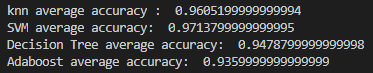 knn average accuracy :  0.9605199999999994
SVM average accuracy:  0.9713799999999995
Decision Tree average accuracy:  0.9478799999999998
Adaboost average accuracy:  0.9359999999999999